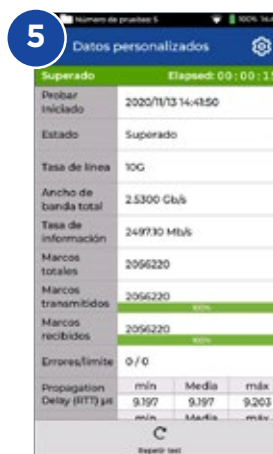 5
Número de pruebas: 5
100%
Datos personalizados
Superado Elapsed: 00:00:1
Probar
Iniciado
2020/11/13 14:41:50
Estado
Superado
Tasa de línea
10G
Ancho de
banda total
2.5300 Gb/s
Tasa de
información
2497.10 Mb/s
Marcos
totales
2056220
Marcos
transmitidos
2056220
100%
Marcos
recibidos
2056220
100%
Errores/límite
0/0
Propagation
Delay (RTT) µs
min Media máx
9.197 9.197 9.203
min Media máx
Repetir test